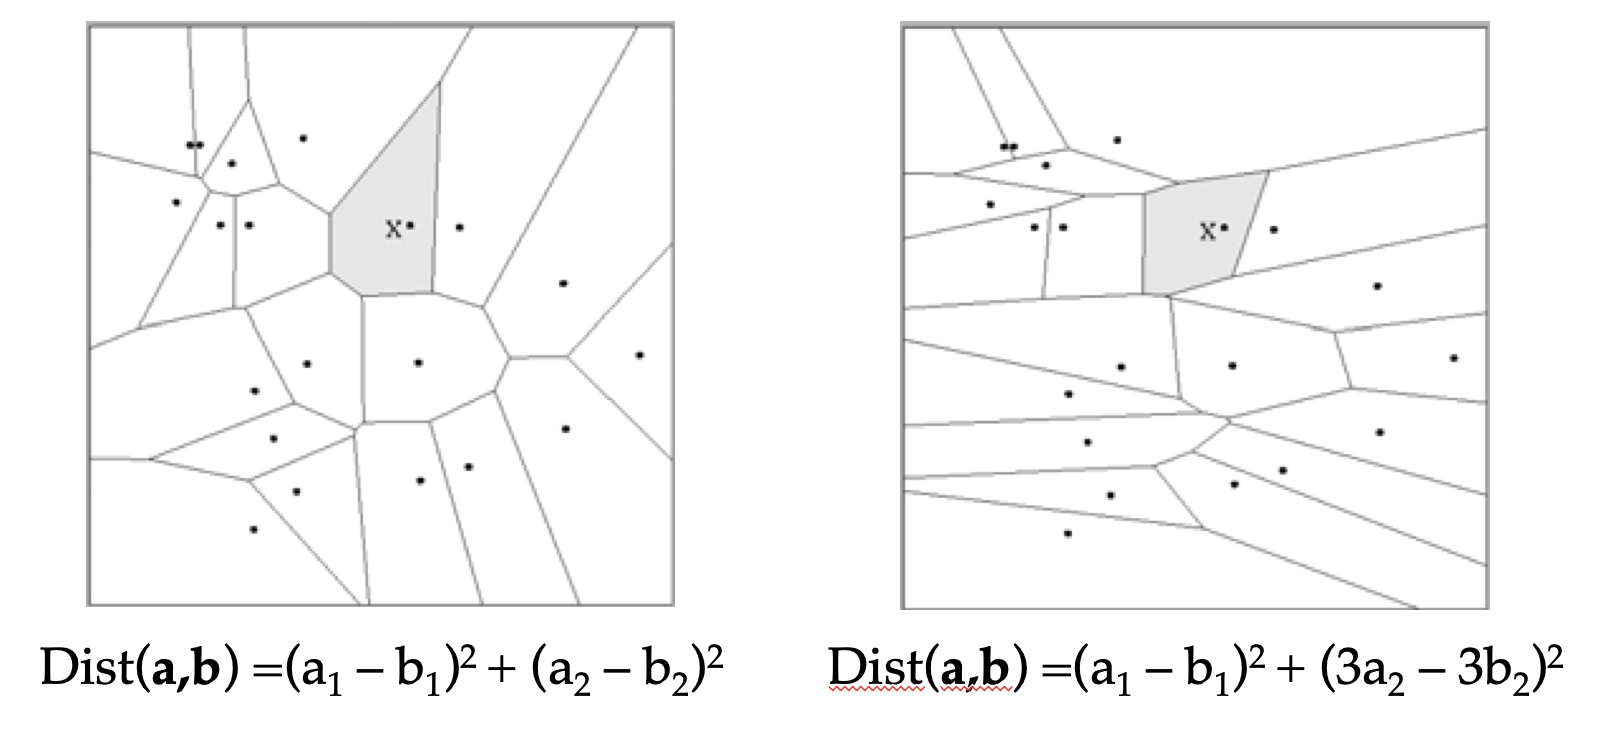 X
X
Dist(a,b) =(a₁ – b₁)² + (a₂ – b₂)²
Dist(a,b) =(a₁ – b₁)² + (3a₂ – 3b₂)²